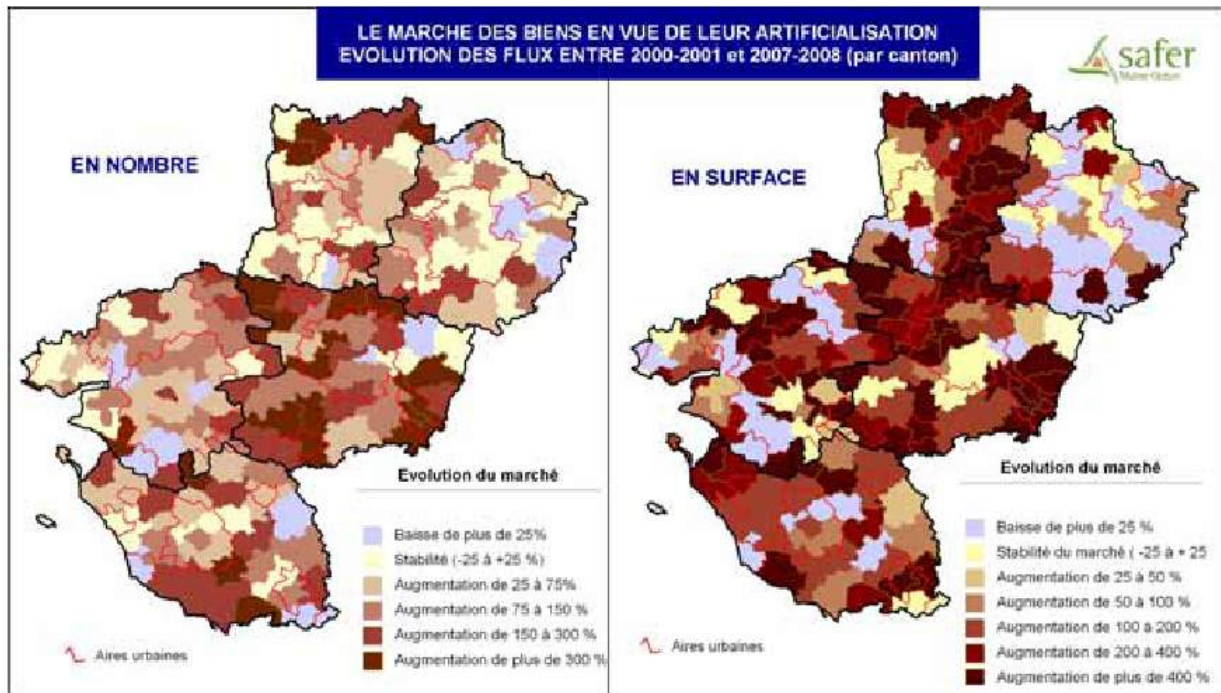 LE MARCHE DES BIENS EN VUE DE LEUR ARTIFICIALISATION
EVOLUTION DES FLUX ENTRE 2000-2001 et 2007-2008 (par canton)
safer
EN NOMBRE
EN SURFACE
Evolution du marché
Baisse de plus de 25%
Stabilité (-25 à +25 %)
Augmentation de 25 à 75%
Augmentation de 75 à 150 %
Augmentation de 150 à 300 %
Augmentation de plus de 300 %
Aires urbaines
Evolution du marché
Baisse de plus de 25 %
Stabilité du marché ( -25 à + 25
Augmentation de 25 à 50 %
Augmentation de 50 à 100 %
Augmentation de 100 à 200 %
Augmentation de 200 à 400 %
Augmentation de plus de 400 %
Aires urbaines